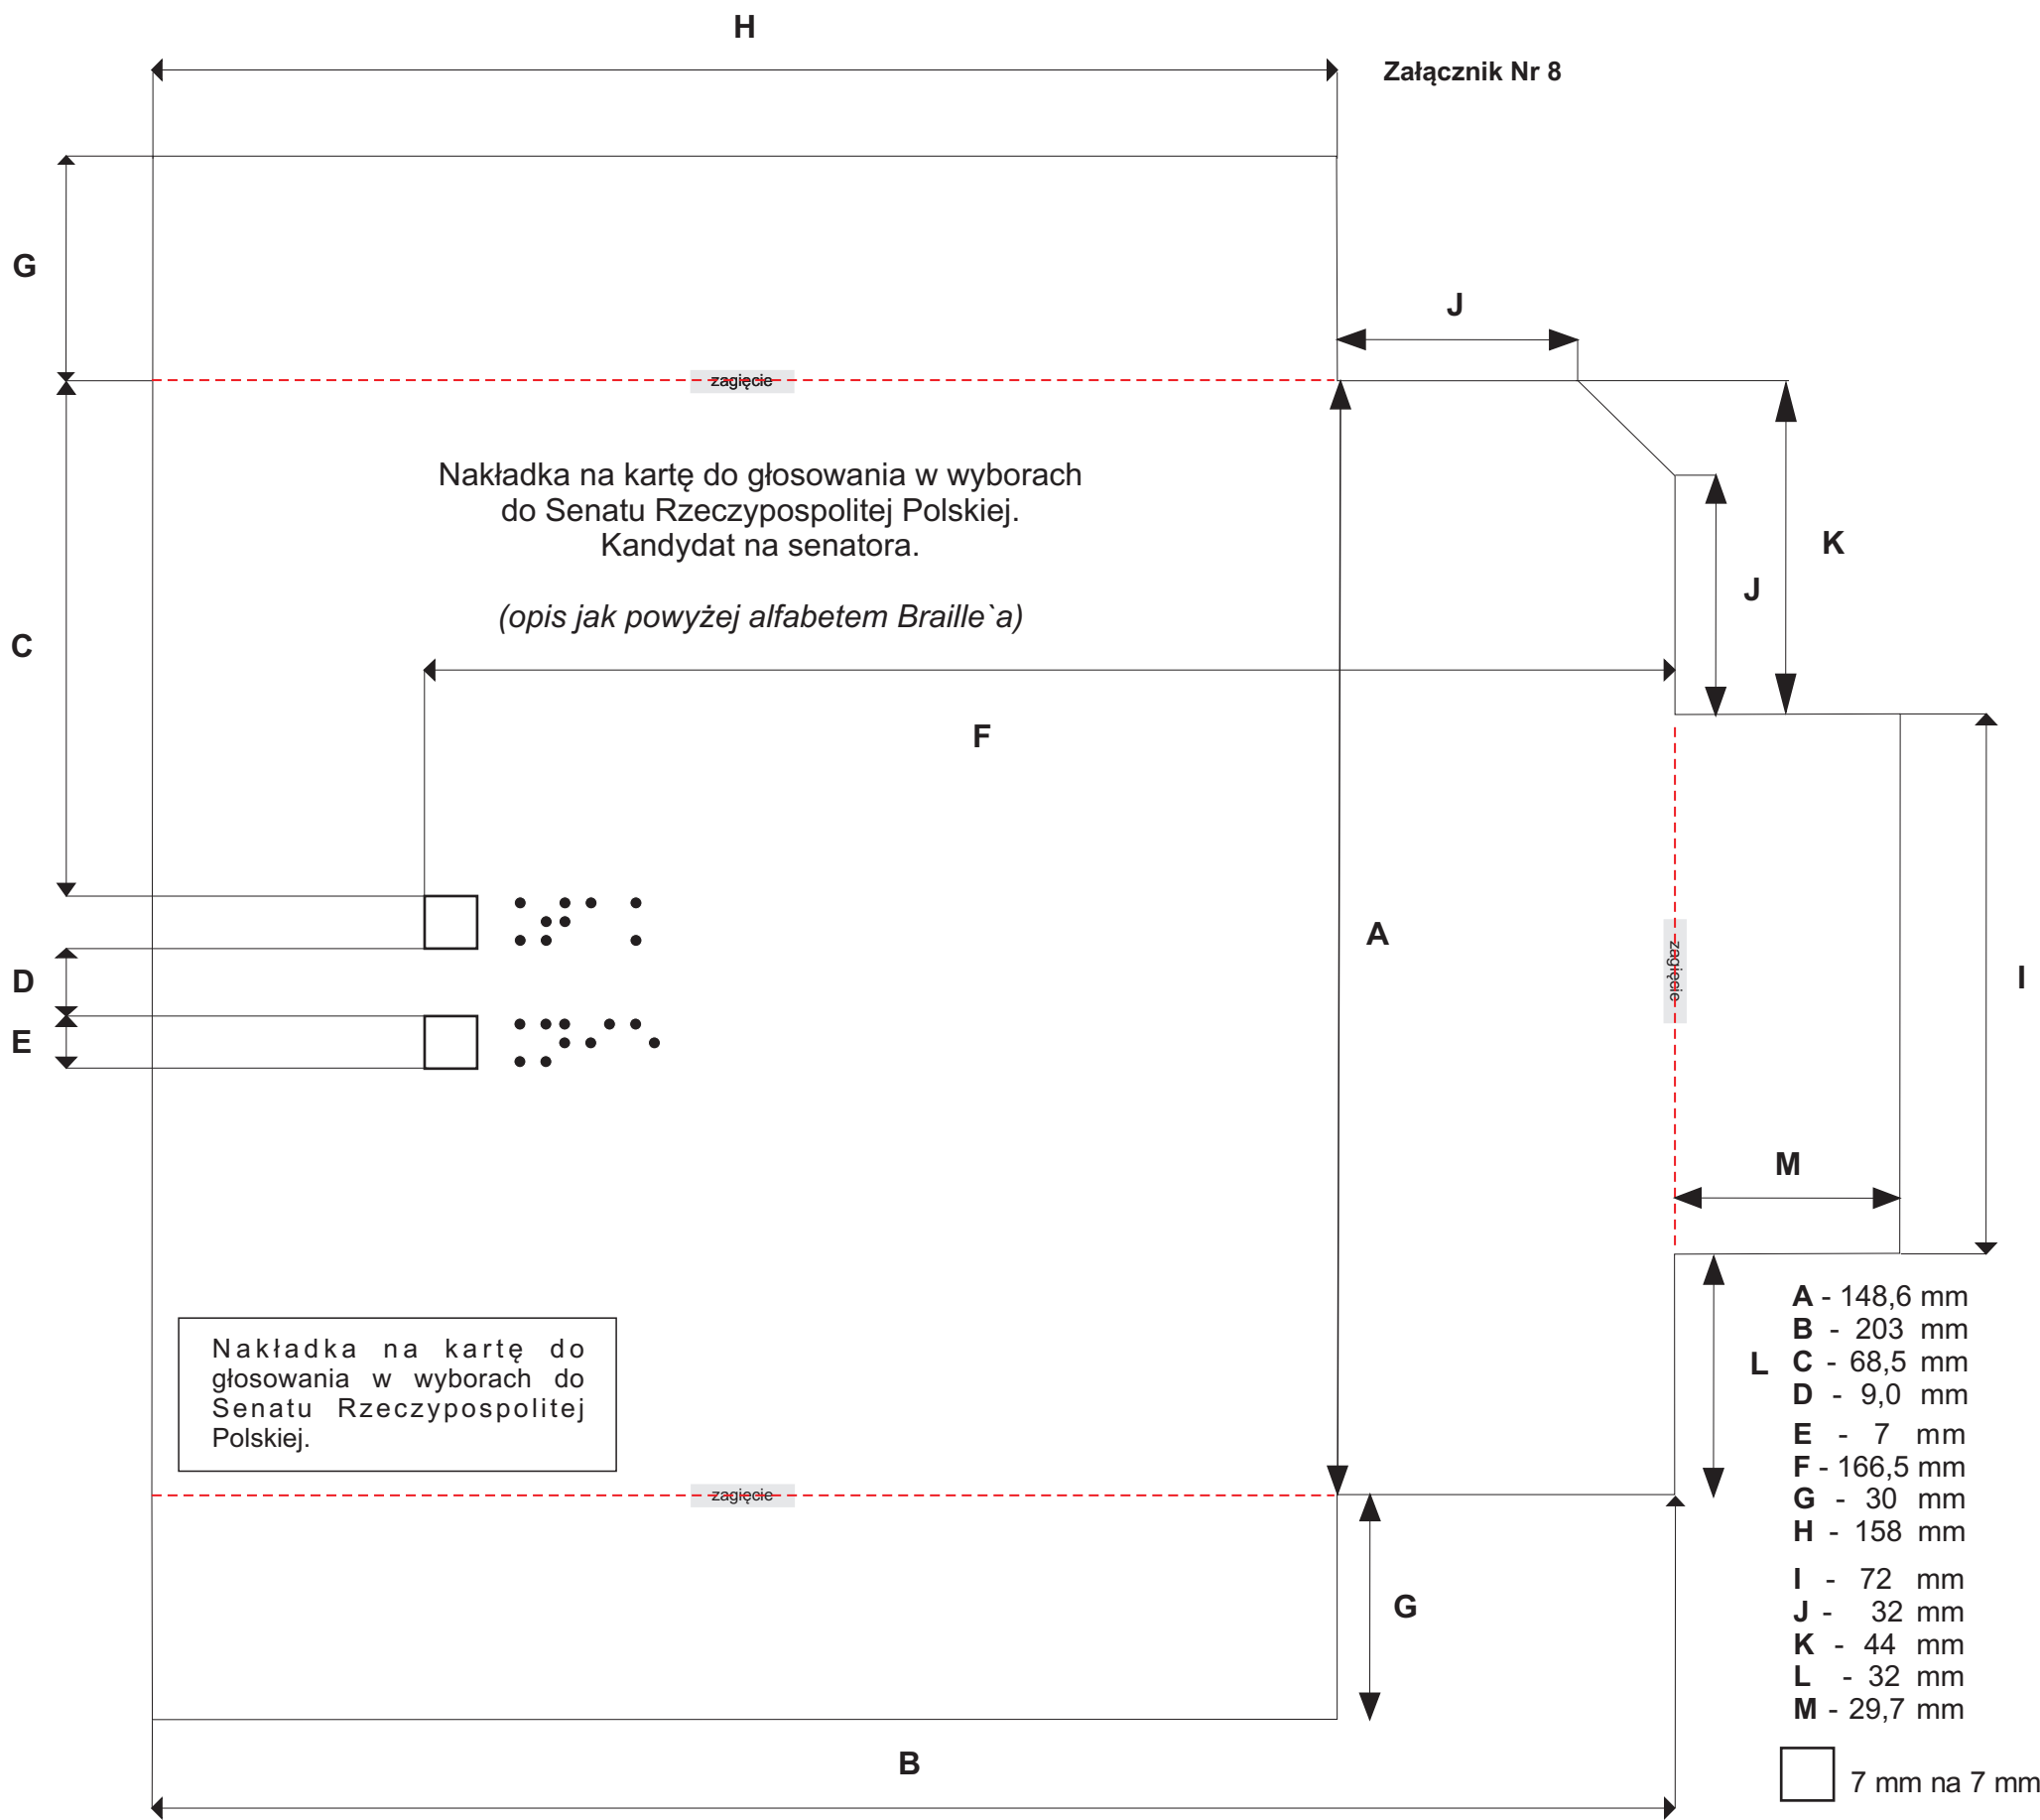 H
Załącznik Nr 8
G
J
zagięcie
Nakładka na kartę do głosowania w wyborach
do Senatu Rzeczypospolitej Polskiej.
Kandydat na senatora.
K
J
C
(opis jak powyżej alfabetem Braille`a)
F
A
zagięcie
I
D
E
M
A - 148,6 mm
B - 203 mm
L
C - 68,5 mm
D - 9,0 mm
E - 7 mm
F - 166,5 mm
G - 30 mm
H - 158 mm
I - 72 mm
J - 32 mm
K - 44 mm
L - 32 mm
M - 29,7 mm
7 mm na 7 mm
Nakładka na kartę do
głosowania w wyborach do
Senatu Rzeczypospolitej
Polskiej.
zagięcie
G
B